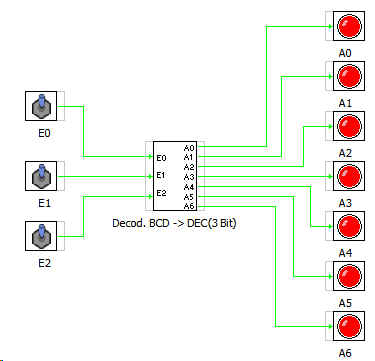 A0
A1
E0
A2
E0 A0
A1
A2
E1 A3
A4
E2 A5
A6
E1
A3
Decod. BCD -> DEC(3 Bit)
A4
E2
A5
A6